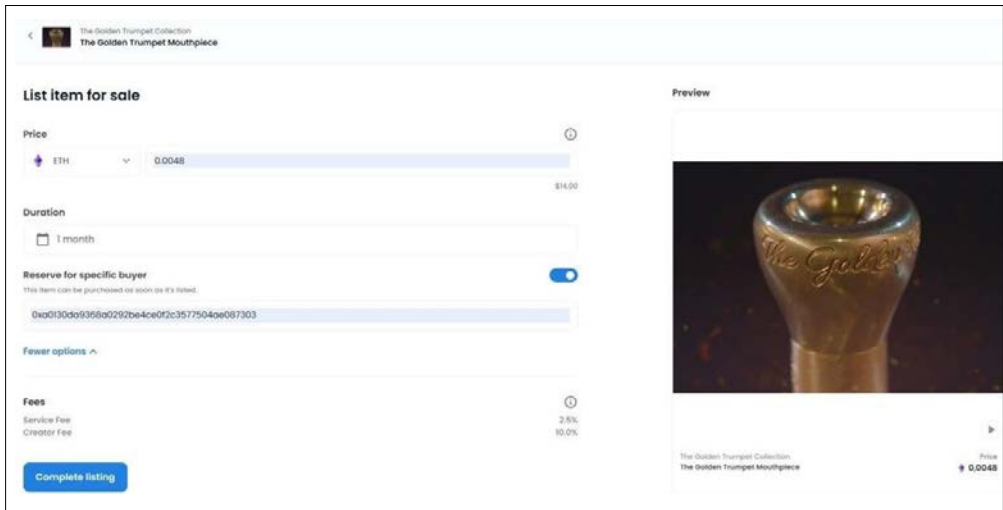 The Golden Trumpet Collection
The Golden Trumpet Mouthpiece
List item for sale
Price
ETH
0.0048
$14.00
Duration
1 month
Reserve for specific buyer
This item can be purchased as soon as it's listed.
0xa0130da9368a0292be4ce0f2c3577504ae087303
Fewer options
Fees
Service Fee
2.5%
Creator Fee
10.0%
Complete listing
Preview
The Golden
The Golden Trumpet Collection
Price
The Golden Trumpet Mouthpiece
0,0048